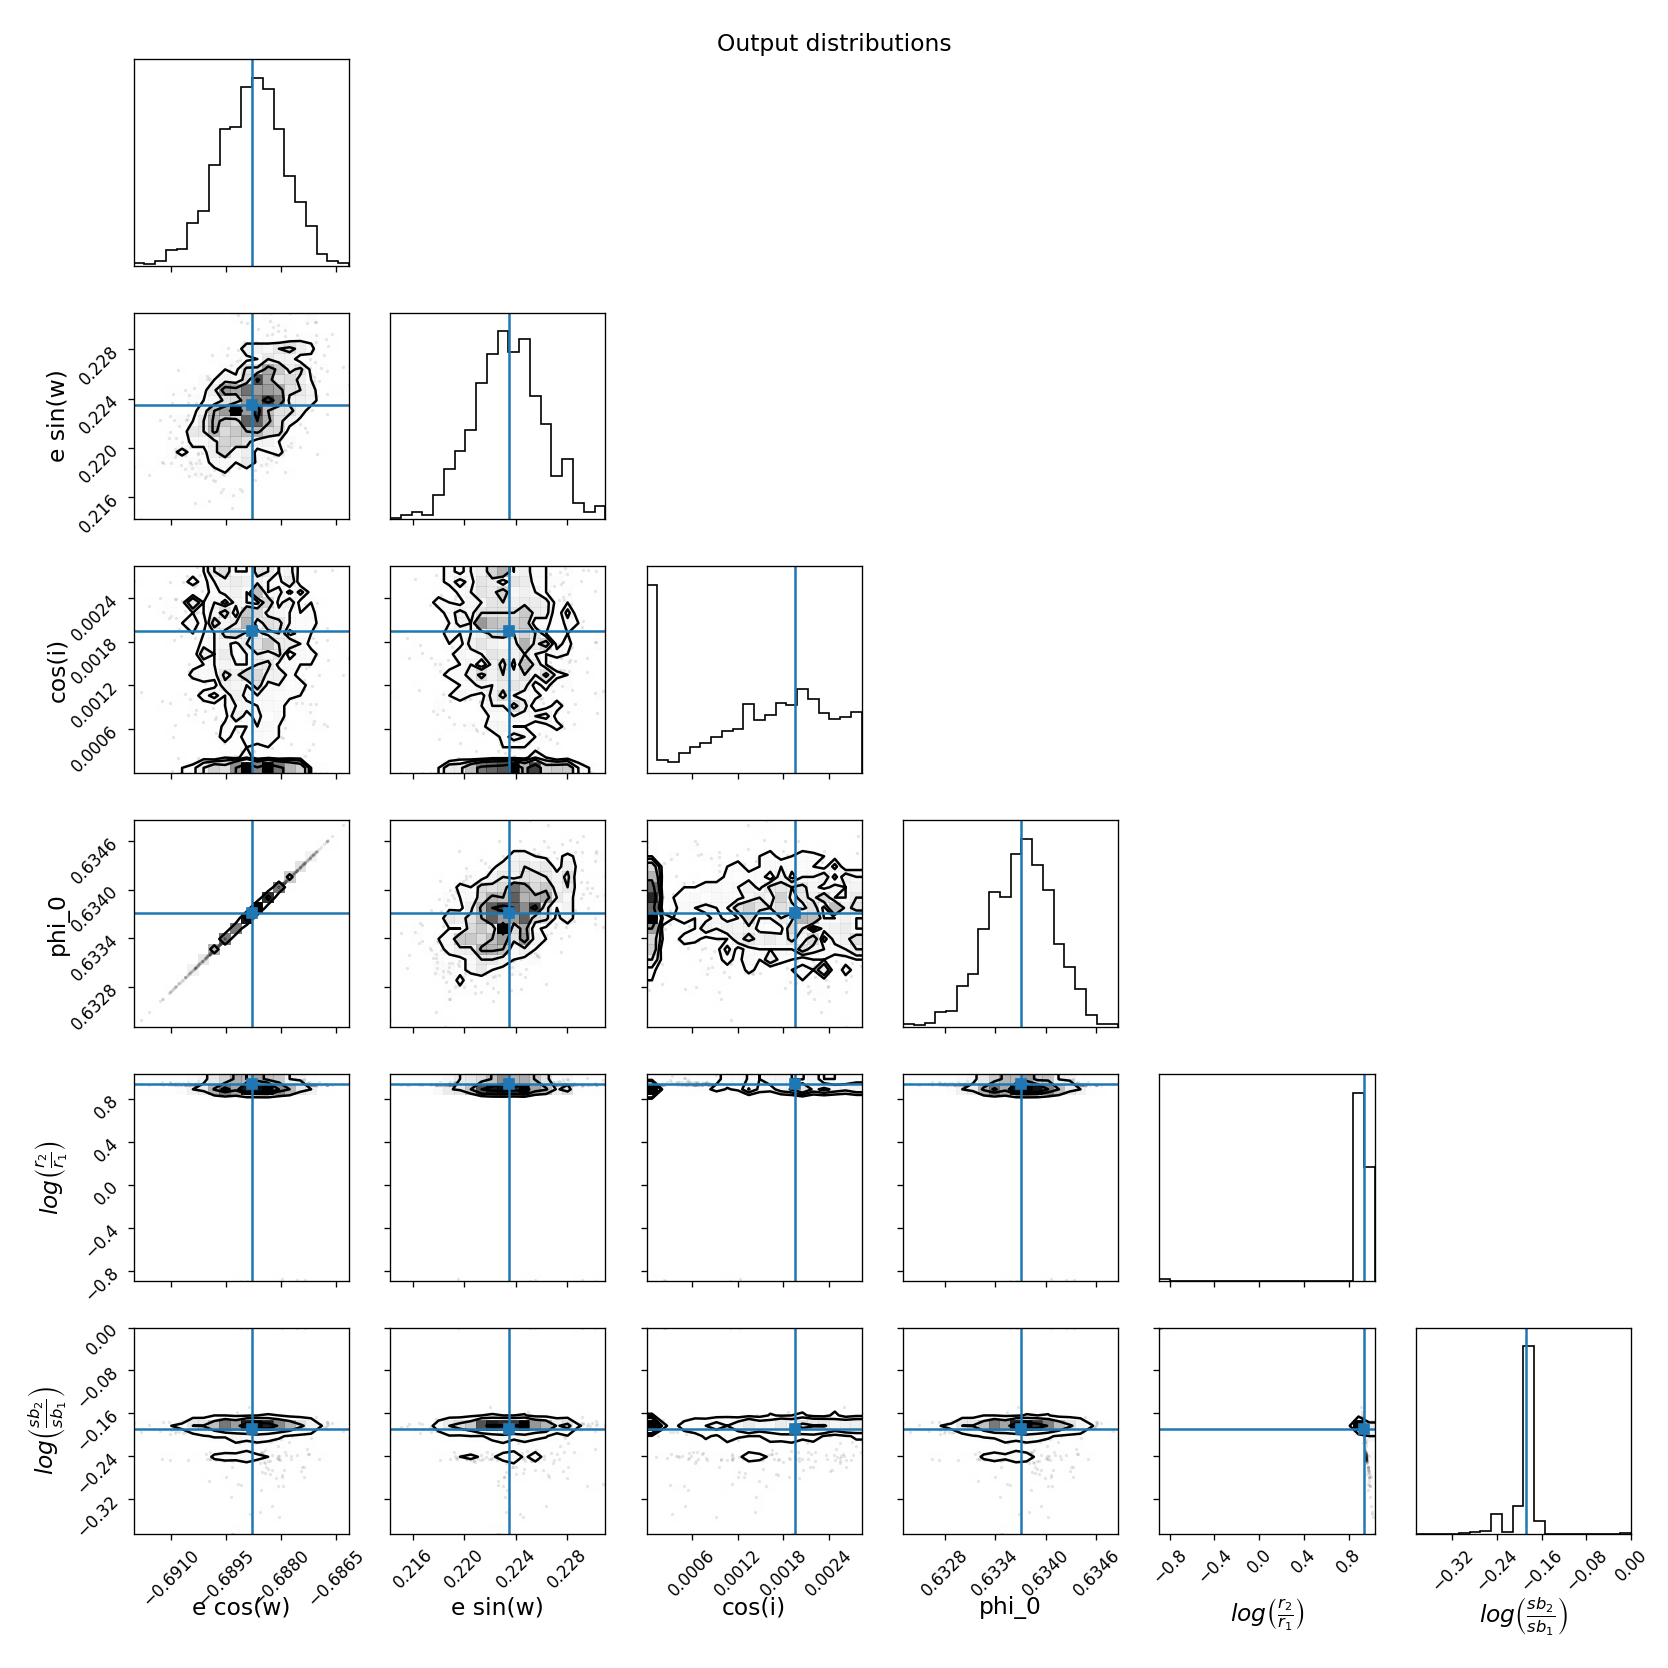 Output distributions
e sin(w)
0.228
0.224
0.220
0.216
cos(i)
0.0024
0.0018
0.0012
0.0006
phi_0
0.6346
0.6340
0.6334
0.6328
log(r₂/r₁)
0.8
0.4
0.0
−0.4
−0.8
log(sb₂/sb₁)
0.00
−0.08
−0.16
−0.24
−0.32
−0.6910 −0.6895 −0.6880 −0.6865
e cos(w)
0.216 0.220 0.224 0.228
e sin(w)
0.0006 0.0012 0.0018 0.0024
cos(i)
0.6328 0.6334 0.6340 0.6346
phi_0
−0.8 −0.4 0.0 0.4 0.8
log(r₂/r₁)
−0.32 −0.24 −0.16 −0.08 0.00
log(sb₂/sb₁)